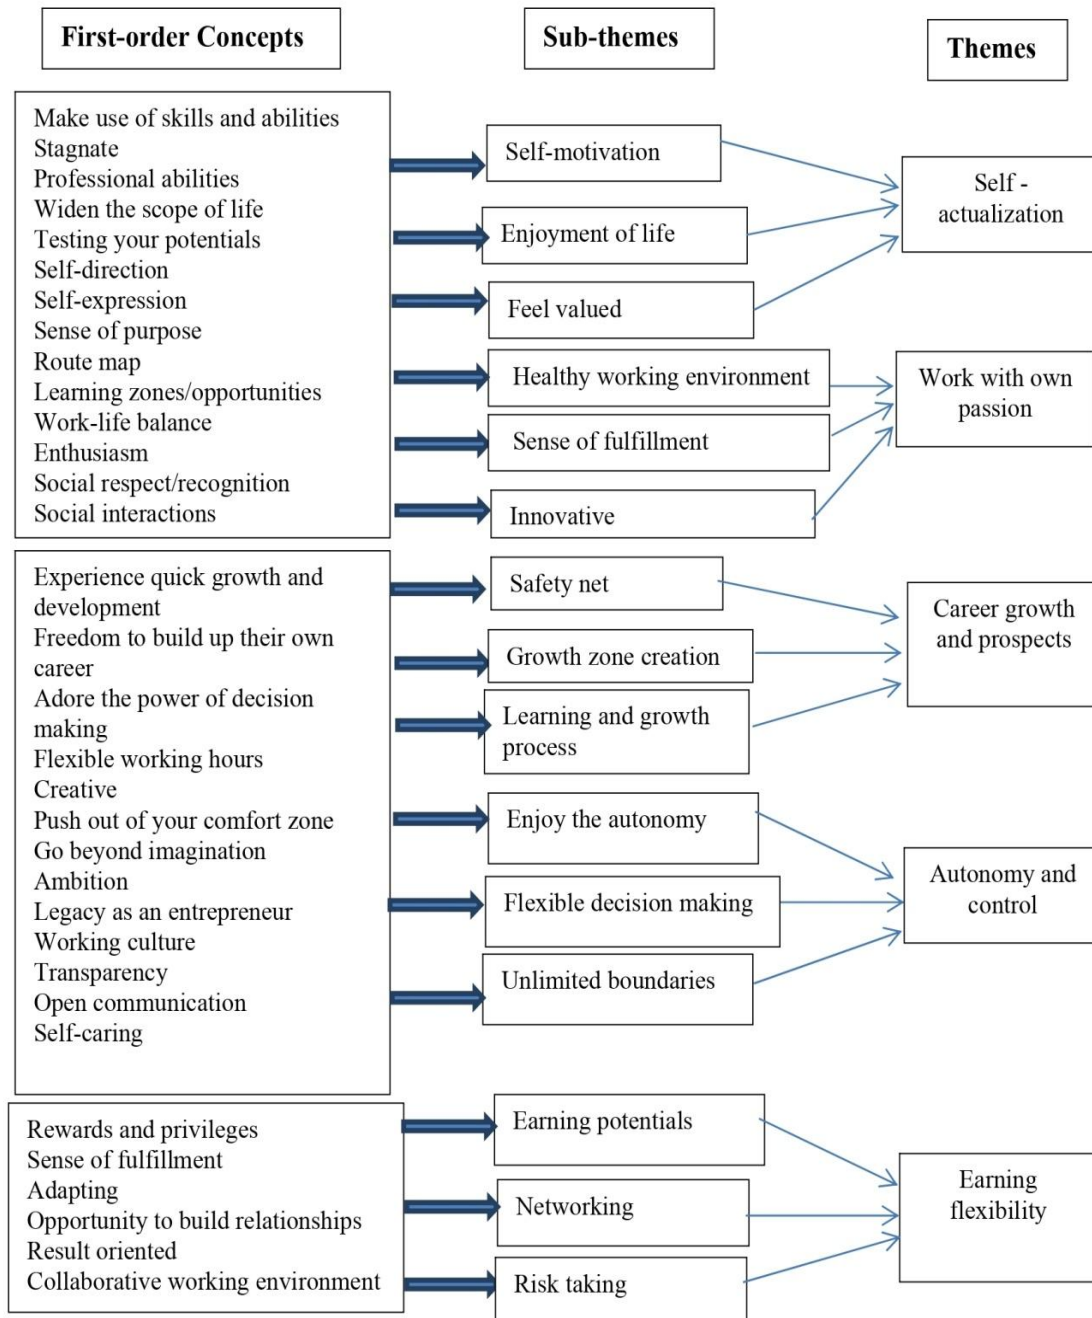 First-order Concepts
Sub-themes
Themes
Make use of skills and abilities
Stagnate
Professional abilities
Widen the scope of life
Testing your potentials
Self-direction
Self-expression
Sense of purpose
Route map
Learning zones/opportunities
Work-life balance
Enthusiasm
Social respect/recognition
Social interactions
Self-motivation
Enjoyment of life
Feel valued
Healthy working environment
Sense of fulfillment
Innovative
Self -
actualization
Work with own
passion
Experience quick growth and
development
Freedom to build up their own
career
Adore the power of decision
making
Flexible working hours
Creative
Push out of your comfort zone
Go beyond imagination
Ambition
Legacy as an entrepreneur
Working culture
Transparency
Open communication
Self-caring
Safety net
Growth zone creation
Learning and growth
process
Enjoy the autonomy
Flexible decision making
Unlimited boundaries
Career growth
and prospects
Autonomy and
control
Rewards and privileges
Sense of fulfillment
Adapting
Opportunity to build relationships
Result oriented
Collaborative working environment
Earning potentials
Networking
Risk taking
Earning
flexibility